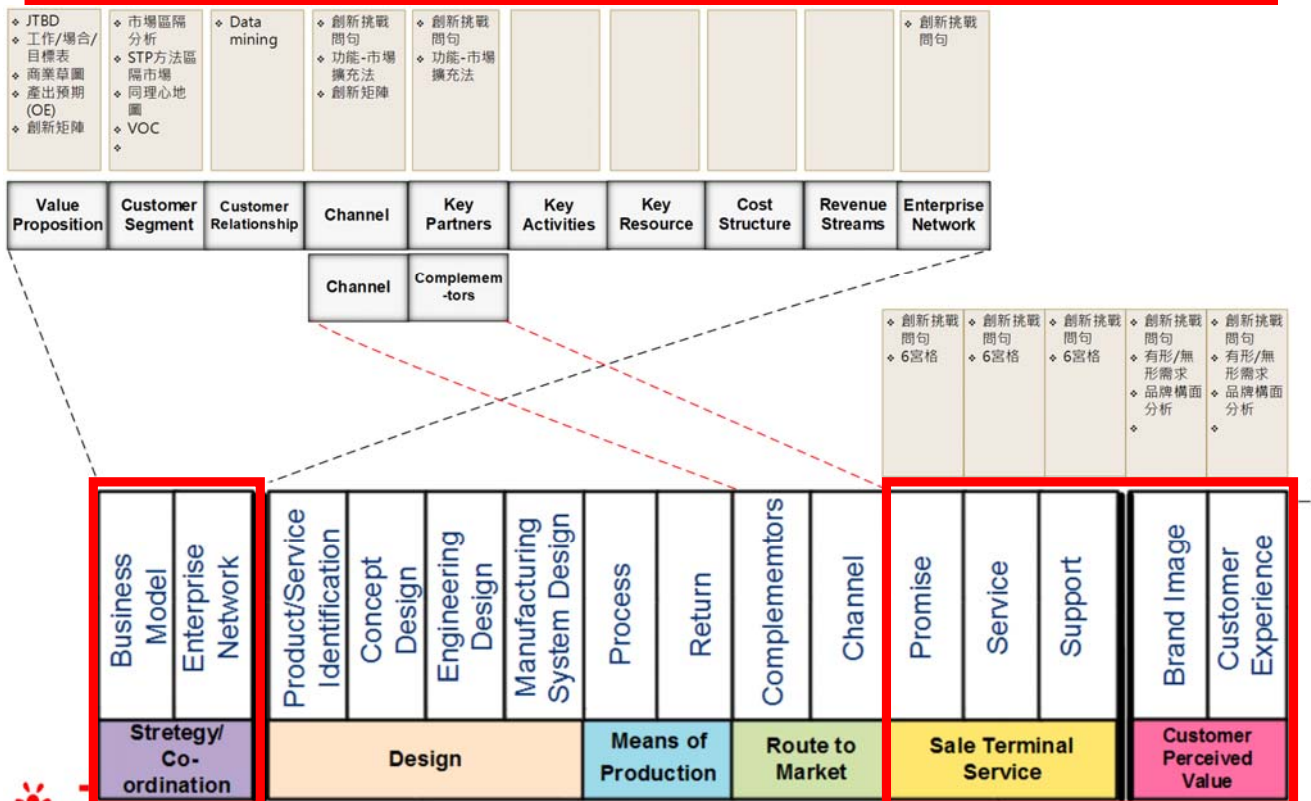 ❖ JTBD
❖ 工作/場合/
目標表
❖ 商業草圖
❖ 產出預期
(OE)
❖ 創新矩陣
❖ 市場區隔
分析
❖ STP方法區
隔市場
❖ 同理心地
圖
❖ VOC
❖
❖ Data
mining
❖ 創新挑戰
問句
❖ 功能-市場
擴充法
❖ 創新矩陣
❖ 創新挑戰
問句
❖ 功能-市場
擴充法
❖ 創新挑戰
問句
Value
Proposition
Customer
Segment
Customer
Relationship
Channel
Key
Partners
Key
Activities
Key
Resource
Cost
Structure
Revenue
Streams
Enterprise
Network
Channel
Complemem
-tors
❖ 創新挑戰
問句
❖ 6宮格
❖ 創新挑戰
問句
❖ 6宮格
❖ 創新挑戰
問句
❖ 6宮格
❖ 創新挑戰
問句
❖ 有形/無
形需求
❖ 品牌構面
分析
❖
❖ 創新挑戰
問句
❖ 有形/無
形需求
❖ 品牌構面
分析
❖
Business
Model
Enterprise
Network
Product/Service
Identification
Concept
Design
Engineering
Design
Manufacturing
System Design
Process
Return
Complememtors
Channel
Promise
Service
Support
Brand Image
Customer
Experience
Stretegy/
Co-
ordination
Design
Means of
Production
Route to
Market
Sale Terminal
Service
Customer
Perceived
Value